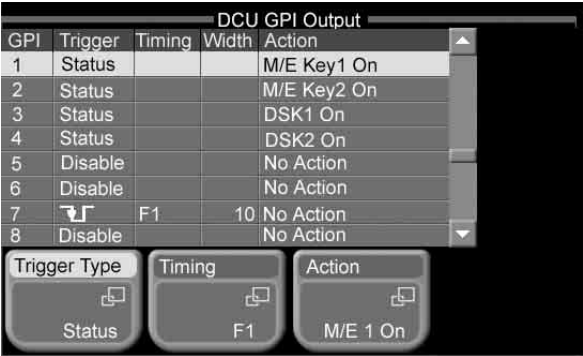 DCU GPI Output
GPI Trigger Timing Width Action
1 Status M/E Key1 On
2 Status M/E Key2 On
3 Status DSK1 On
4 Status DSK2 On
5 Disable No Action
6 Disable No Action
7 F1 10 No Action
8 Disable No Action
Trigger Type Timing Action
Status F1 M/E 1 On